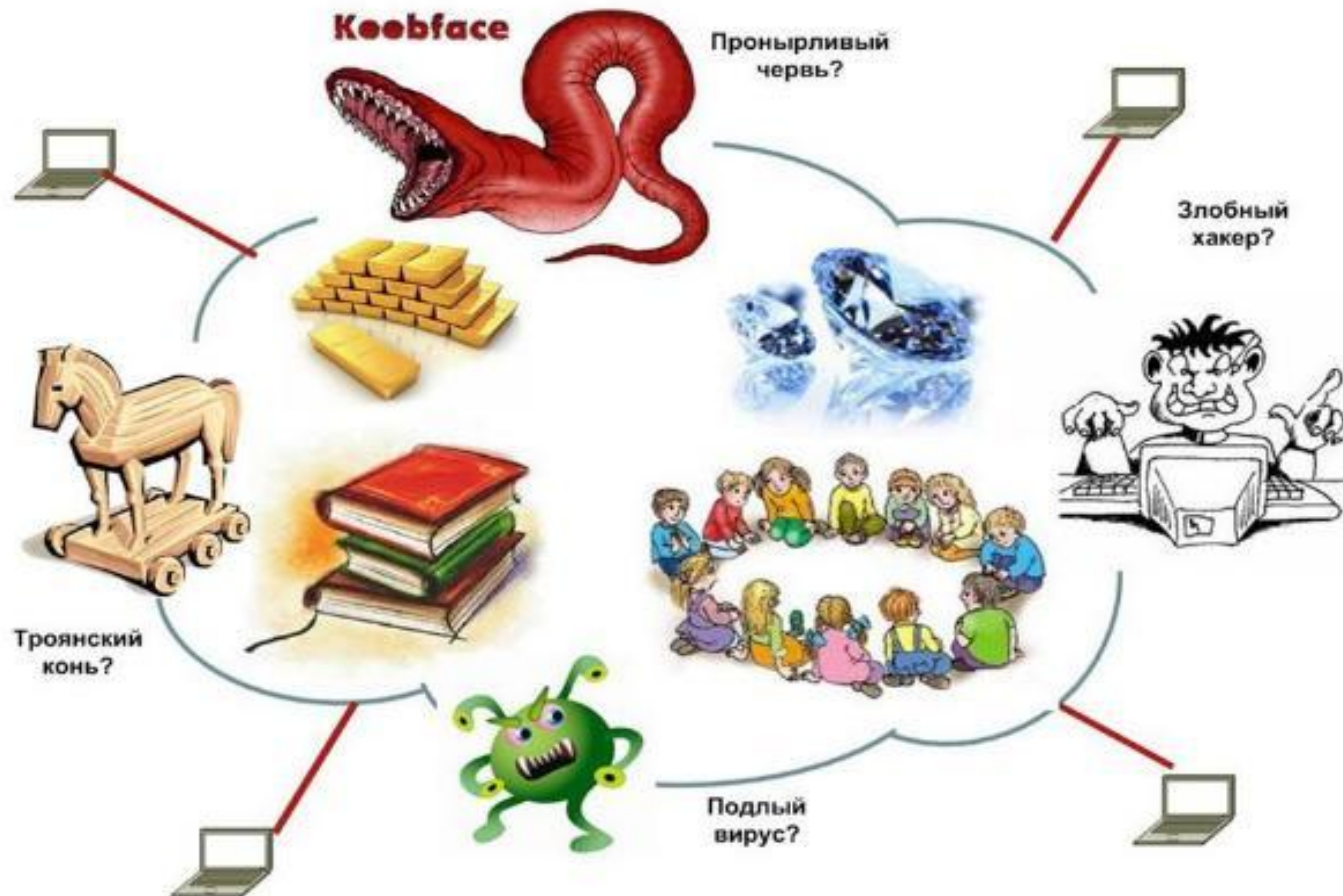 Koobface
Пронырливый
червь?
Злобный
хакер?
Троянский
конь?
Подлый
вирус?